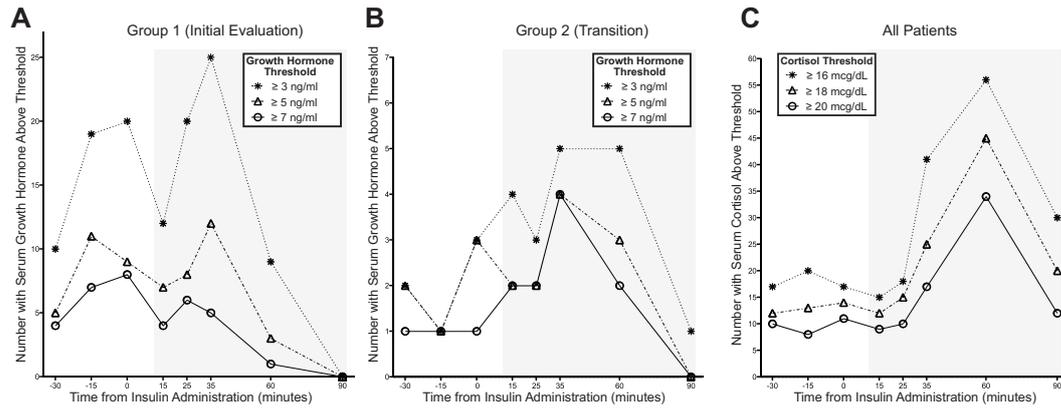 A
Group 1 (Initial Evaluation)
Number with Serum Growth Hormone Above Threshold
25
20
15
10
5
0
Growth Hormone
Threshold
≥ 3 ng/ml
≥ 5 ng/ml
≥ 7 ng/ml
-30 -15 0 15 25 35 60 90
Time from Insulin Administration (minutes)
B
Group 2 (Transition)
Number with Serum Growth Hormone Above Threshold
7
6
5
4
3
2
1
0
Growth Hormone
Threshold
≥ 3 ng/ml
≥ 5 ng/ml
≥ 7 ng/ml
-30 -15 0 15 25 35 60 90
Time from Insulin Administration (minutes)
C
All Patients
Number with Serum Cortisol Above Threshold
60
55
50
45
40
35
30
25
20
15
10
5
0
Cortisol Threshold
≥ 16 mcg/dL
≥ 18 mcg/dL
≥ 20 mcg/dL
-30 -15 0 15 25 35 60 90
Time from Insulin Administration (minutes)